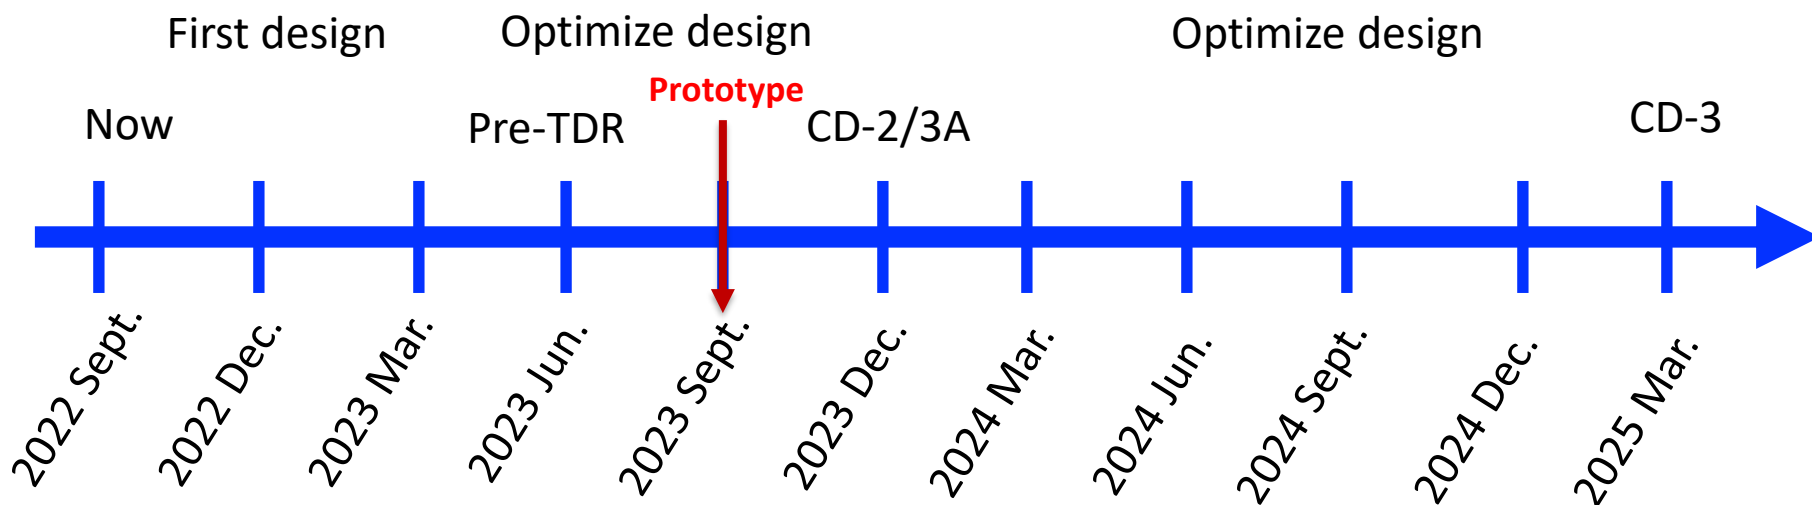 First design
Optimize design
Optimize design
Prototype
Now
Pre-TDR
CD-2/3A
CD-3
2022 Sept.
2022 Dec.
2023 Mar.
2023 Jun.
2023 Sept.
2023 Dec.
2024 Mar.
2024 Jun.
2024 Sept.
2024 Dec.
2025 Mar.